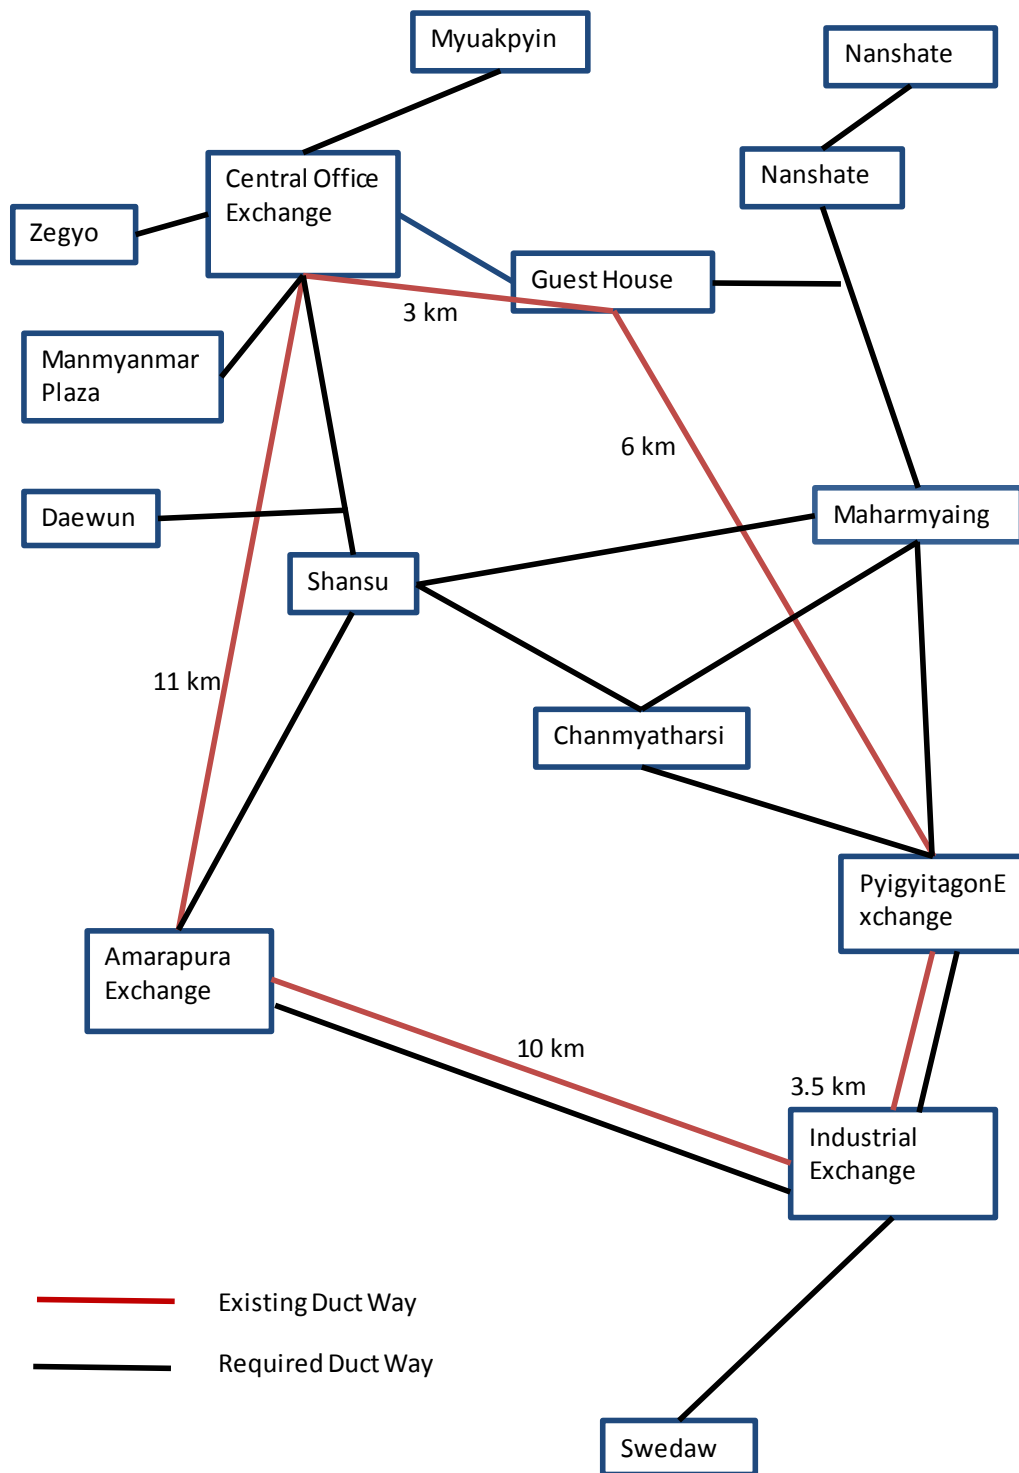 Myuakpyin
Nanshate
Nanshate
Central Office
Exchange
Zegyo
Guest House
3 km
Manmyanmar
Plaza
6 km
Daewun
Maharmyaing
Shansu
11 km
Chanmyatharsi
PyigyitagonE
xchange
Amarapura
Exchange
10 km
3.5 km
Industrial
Exchange
Existing Duct Way
Required Duct Way
Swedaw